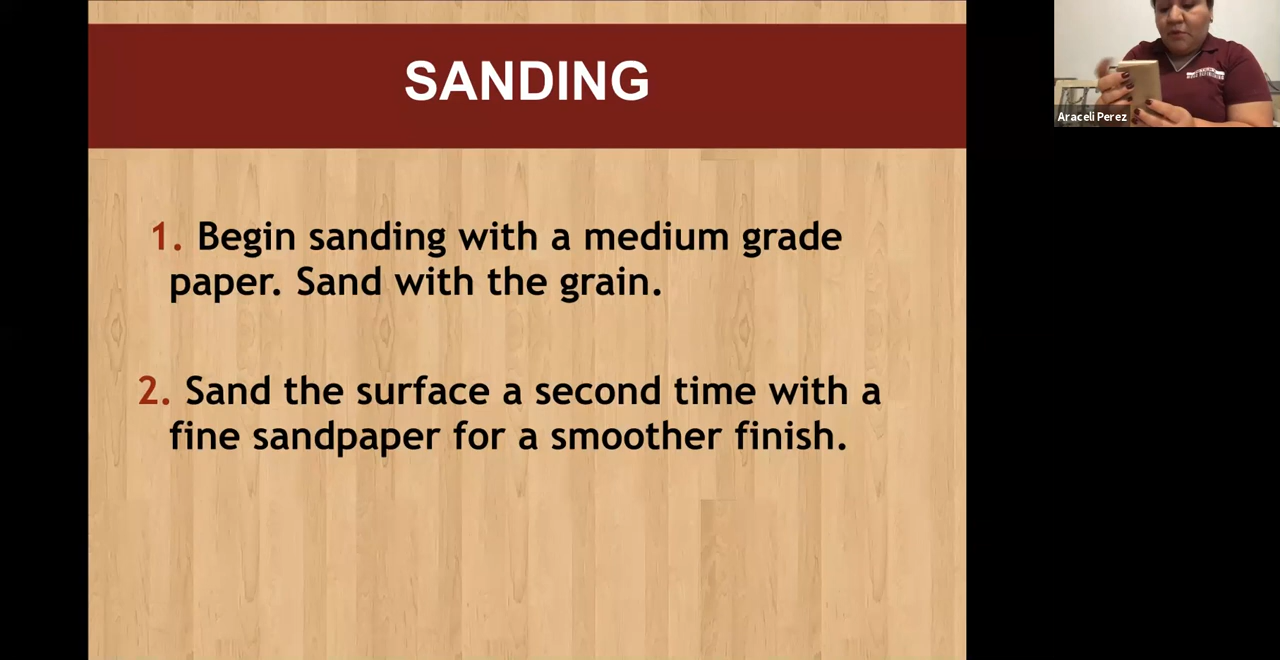 SANDING
1. Begin sanding with a medium grade
paper. Sand with the grain.
2. Sand the surface a second time with a
fine sandpaper for a smoother finish.
Araceli Perez